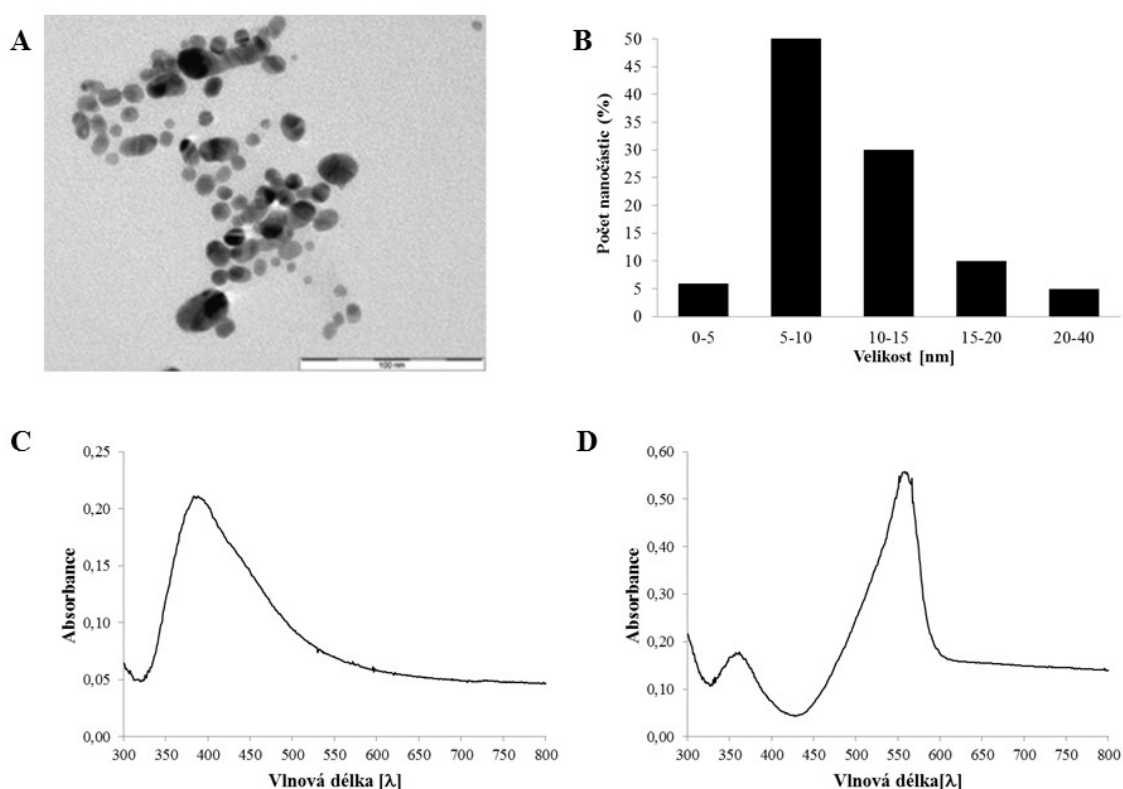 A
100 nm
B
50
45
40
35
30
25
20
15
10
5
0
Počet nanočástic (%)
0-5 5-10 10-15 15-20 20-40
Velikost [nm]
C
0,25
0,20
0,15
0,10
0,05
0,00
Absorbance
300 350 400 450 500 550 600 650 700 750 800
Vlnová délka [λ]
D
0,60
0,50
0,40
0,30
0,20
0,10
0,00
Absorbance
300 350 400 450 500 550 600 650 700 750 800
Vlnová délka[λ]